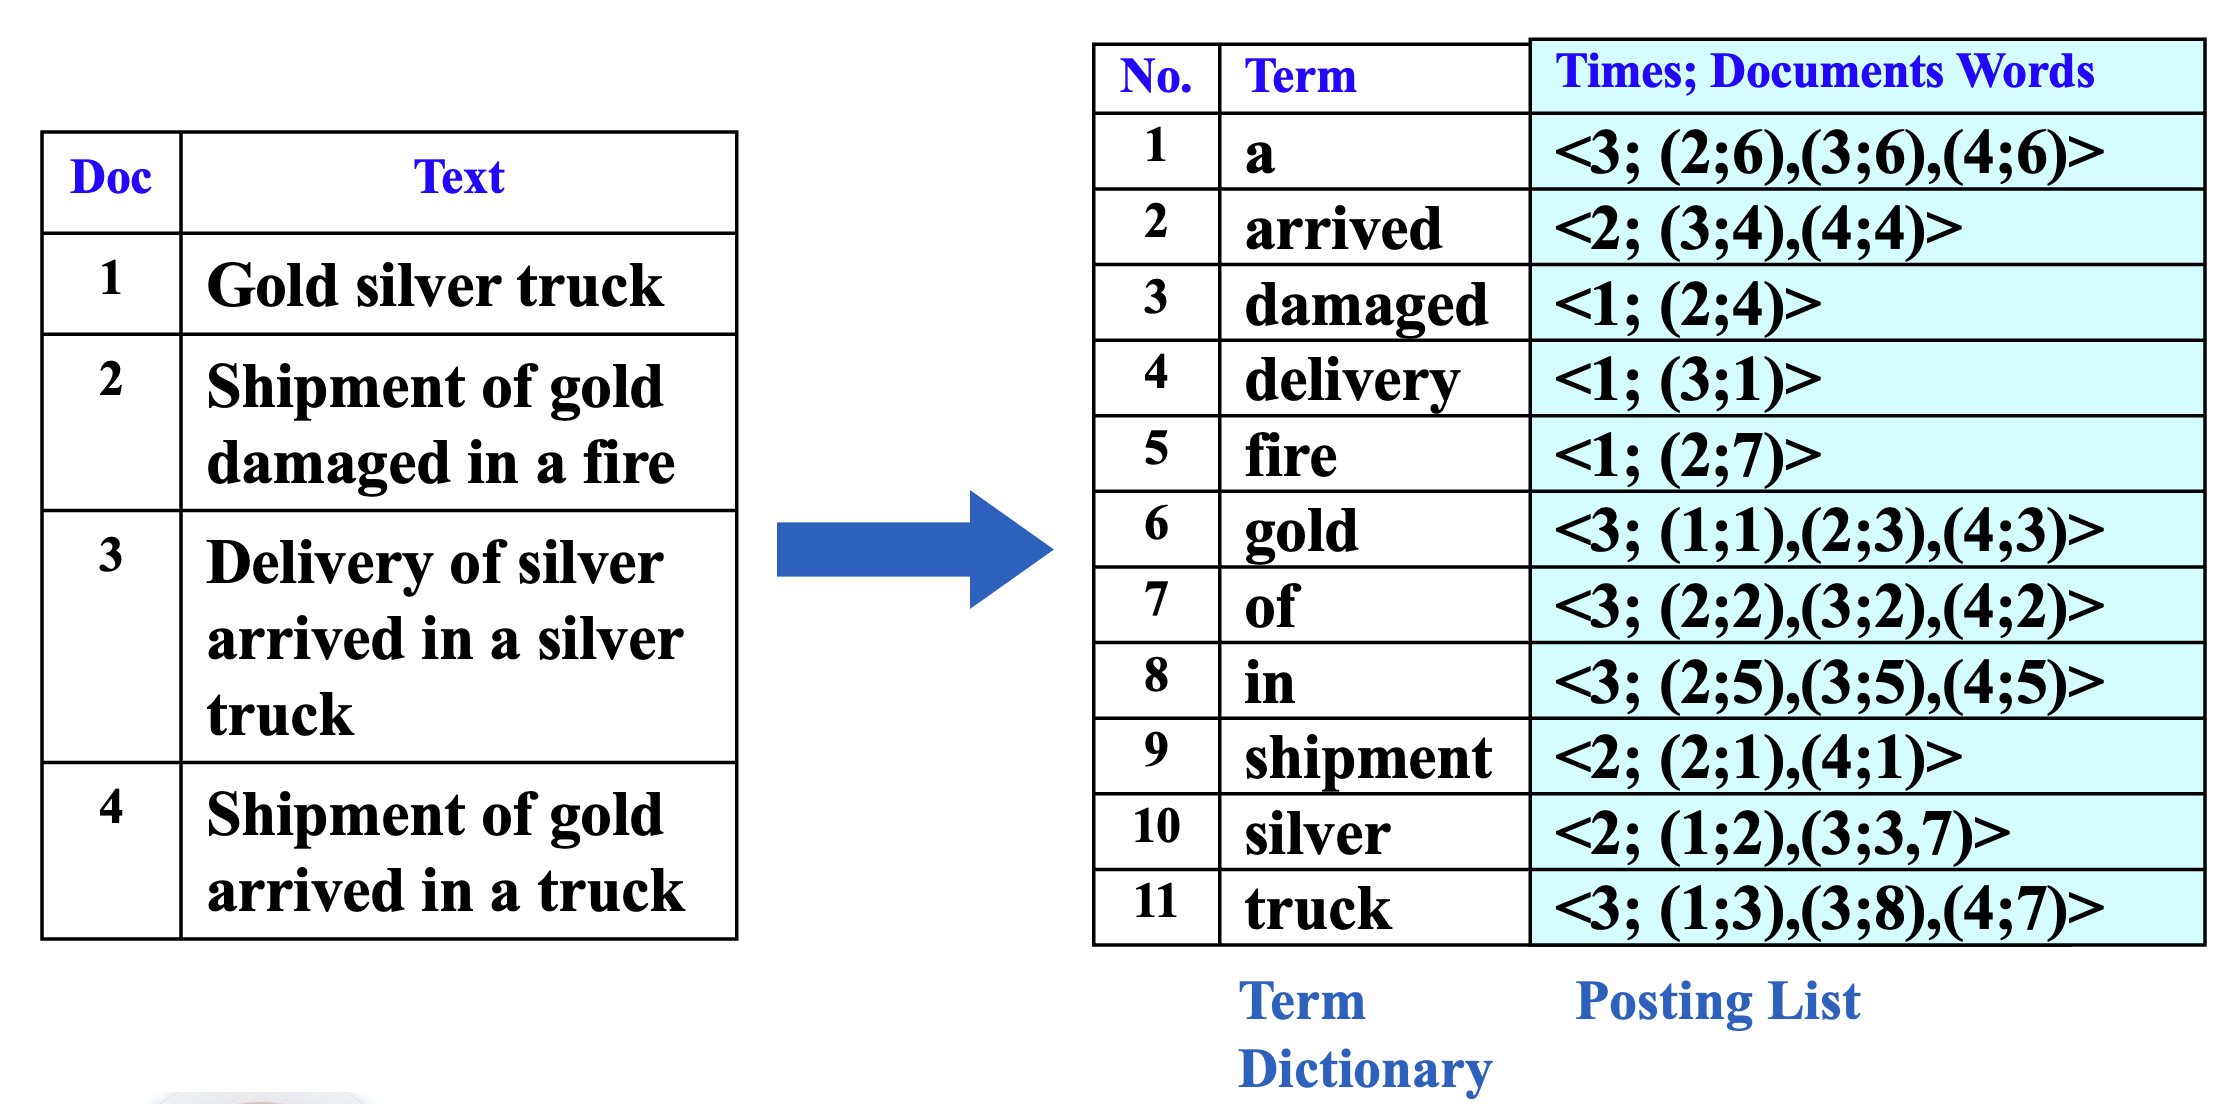 Doc Text
1 Gold silver truck
2 Shipment of gold
damaged in a fire
3 Delivery of silver
arrived in a silver
truck
4 Shipment of gold
arrived in a truck
No. Term Times; Documents Words
1 a <3; (2;6),(3;6),(4;6)>
2 arrived <2; (3;4),(4;4)>
3 damaged <1; (2;4)>
4 delivery <1; (3;1)>
5 fire <1; (2;7)>
6 gold <3; (1;1),(2;3),(4;3)>
7 of <3; (2;2),(3;2),(4;2)>
8 in <3; (2;5),(3;5),(4;5)>
9 shipment <2; (2;1),(4;1)>
10 silver <2; (1;2),(3;3,7)>
11 truck <3; (1;3),(3;8),(4;7)>
Term
Dictionary
Posting List